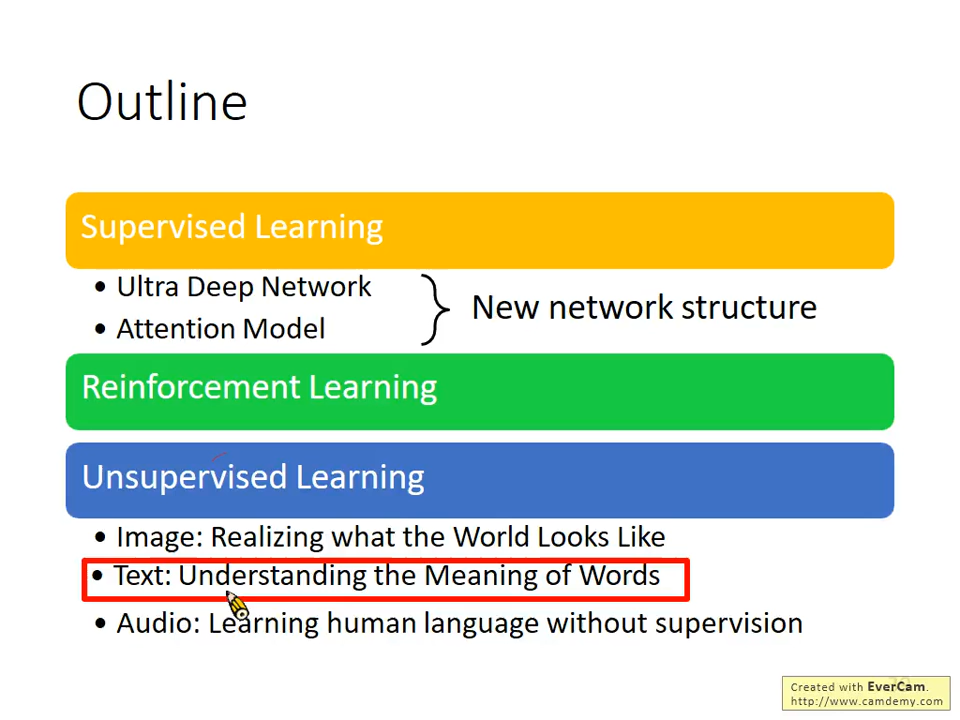 Outline
Supervised Learning
• Ultra Deep Network
• Attention Model
New network structure
Reinforcement Learning
Unsupervised Learning
• Image: Realizing what the World Looks Like
• Text: Understanding the Meaning of Words
• Audio: Learning human language without supervision
Created with EverCam.
http://www.camdemy.com